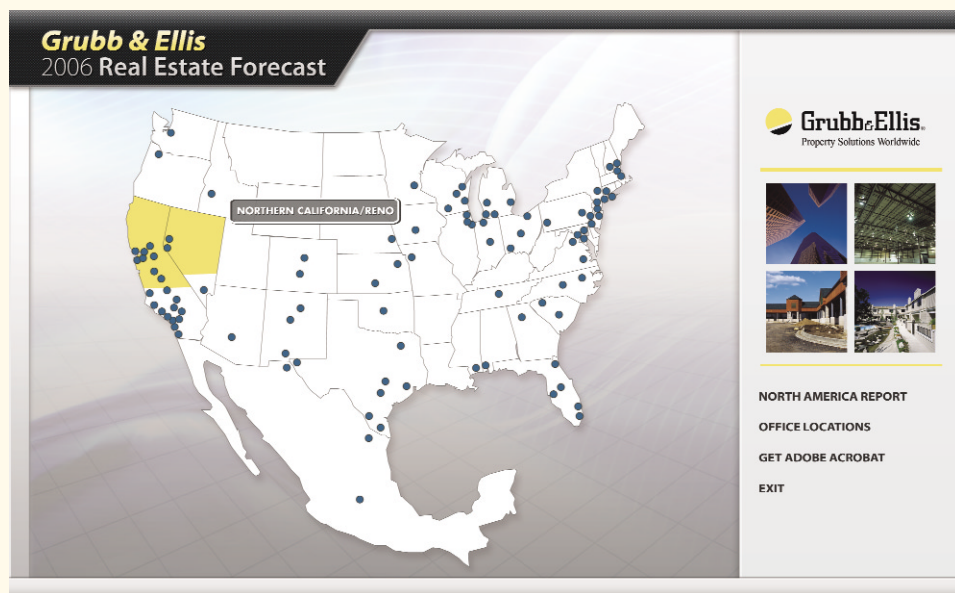 Grubb & Ellis
2006 Real Estate Forecast
NORTHERN CALIFORNIA/RENO
Grubb & Ellis®
Property Solutions Worldwide
NORTH AMERICA REPORT
OFFICE LOCATIONS
GET ADOBE ACROBAT
EXIT